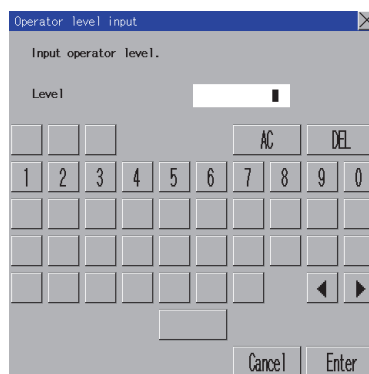 Operator level input
Input operator level.
Level
AC DEL
1 2 3 4 5 6 7 8 9 0
◀ ▶
Cancel Enter